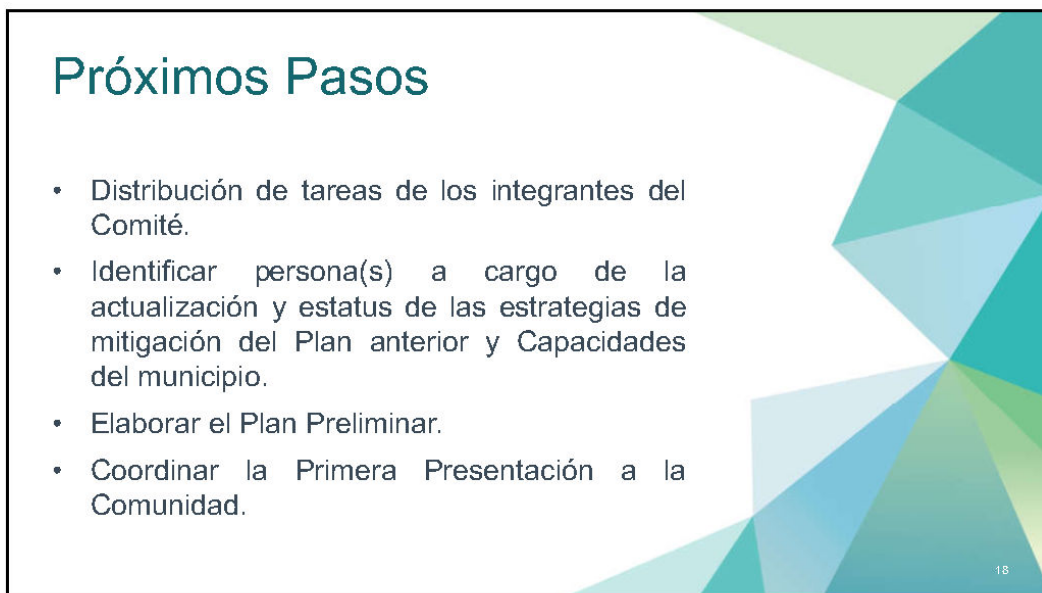 Próximos Pasos
• Distribución de tareas de los integrantes del
Comité.
• Identificar persona(s) a cargo de la
actualización y estatus de las estrategias de
mitigación del Plan anterior y Capacidades
del municipio.
• Elaborar el Plan Preliminar.
• Coordinar la Primera Presentación a la
Comunidad.
18